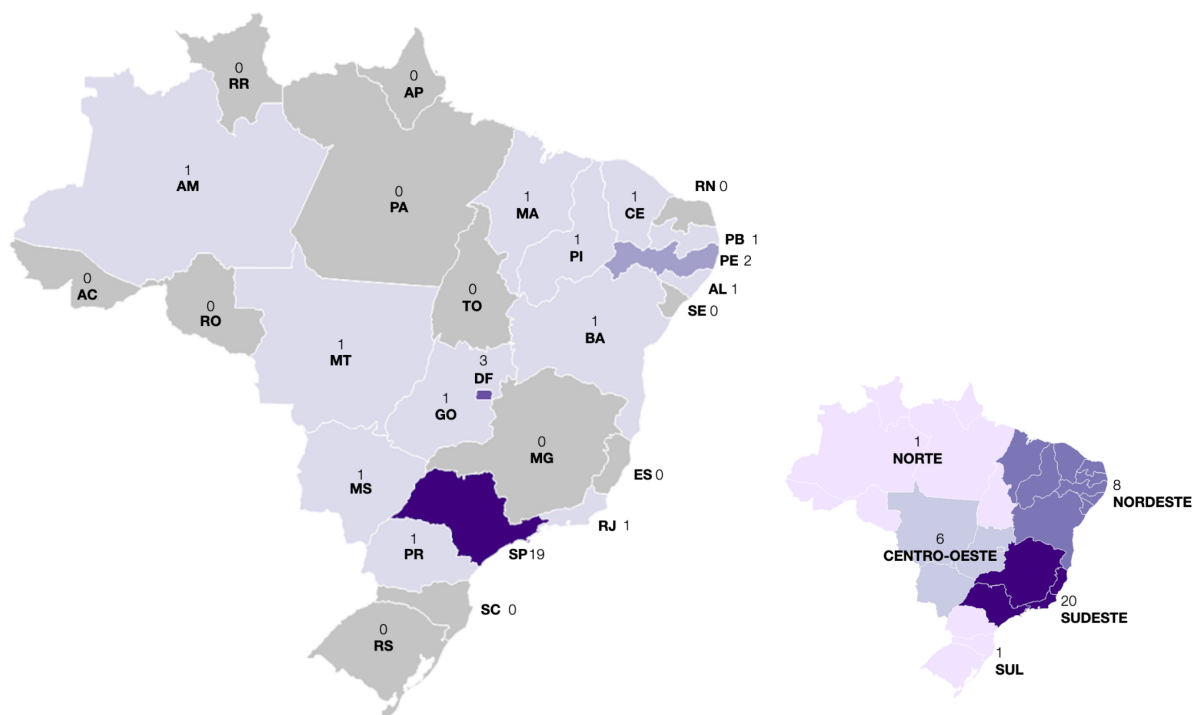 0
RR
0
AP
1
AM
0
PA
1
MA
1
CE
RN 0
1
PI
PB 1
PE 2
AL 1
SE 0
0
AC
0
RO
0
TO
1
BA
1
MT
3
DF
1
GO
0
MG
ES 0
1
MS
RJ 1
1
PR
SP 19
SC 0
0
RS
1
NORTE
8
NORDESTE
6
CENTRO-OESTE
20
SUDESTE
1
SUL